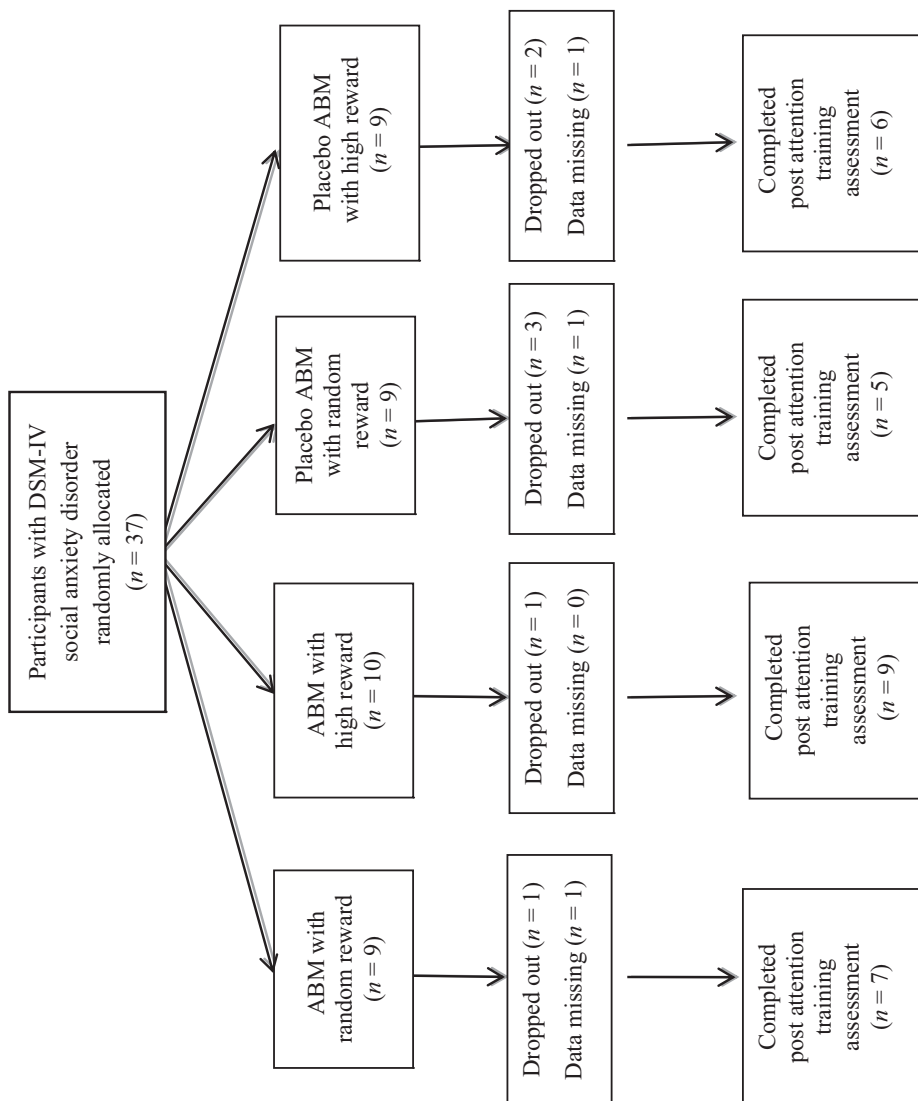 Participants with DSM-IV
social anxiety disorder
randomly allocated
(n = 37)
ABM with
random reward
(n = 9)
ABM with
high reward
(n = 10)
Placebo ABM
with random
reward
(n = 9)
Placebo ABM
with high reward
(n = 9)
Dropped out (n = 1)
Data missing (n = 1)
Dropped out (n = 1)
Data missing (n = 0)
Dropped out (n = 3)
Data missing (n = 1)
Dropped out (n = 2)
Data missing (n = 1)
Completed
post attention
training
assessment
(n = 7)
Completed
post attention
training
assessment
(n = 9)
Completed
post attention
training
assessment
(n = 5)
Completed
post attention
training
assessment
(n = 6)